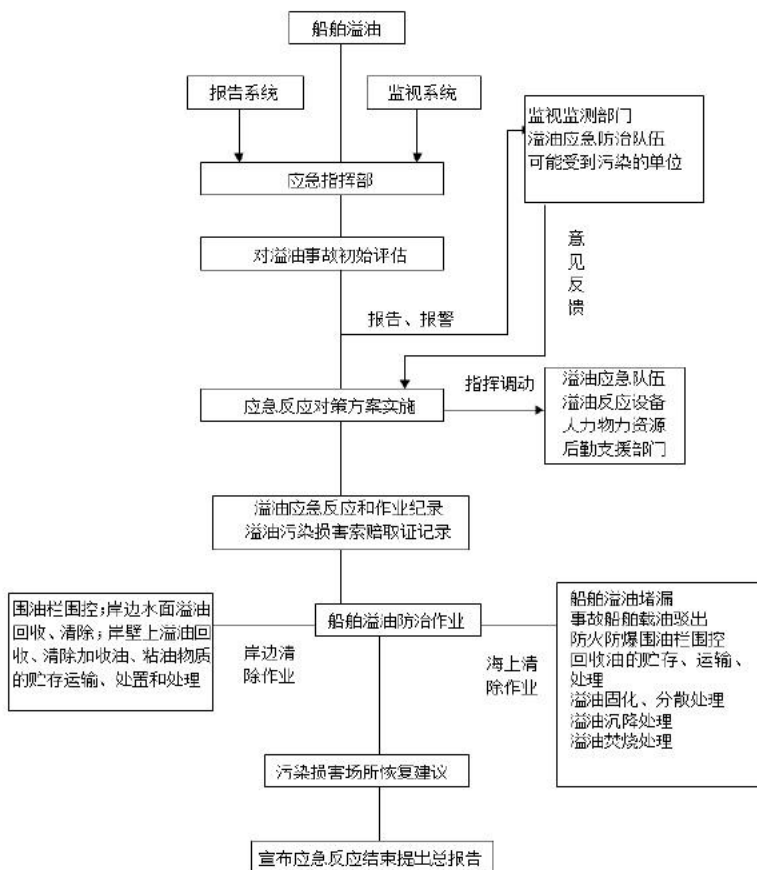 船舶溢油
报告系统
监视系统
监视监测部门
溢油应急防治队伍
可能受到污染的单位
应急指挥部
对溢油事故初始评估
意
见
反
馈
报告、报警
应急反应对策方案实施
指挥调动
溢油应急队伍
溢油反应设备
人力物力资源
后勤支援部门
溢油应急反应和作业纪录
溢油污染损害索赔取证记录
围油栏围控;岸边水面溢油
回收、清除;岸壁上溢油回
收、清除加收油、粘油物质
的贮存运输、处置和处理
岸边清
除作业
船舶溢油防治作业
海上清
除作业
船舶溢油堵漏
事故船舶载油驳出
防火防爆围油栏围控
回收油的贮存、运输、
处理
溢油固化、分散处理
溢油沉降处理
溢油焚烧处理
污染损害场所恢复建议
宣布应急反应结束提出总报告